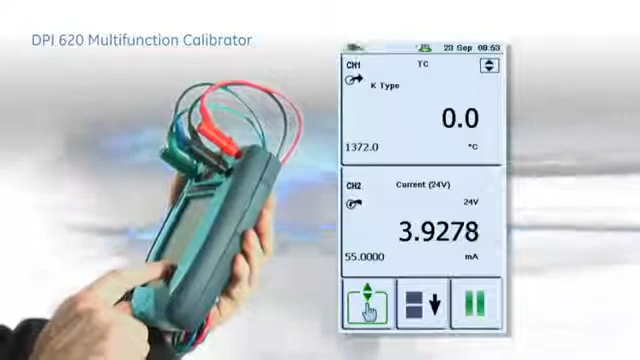 DPI 620 Multifunction Calibrator
23 Sep 08:53
CH1 TC
K Type
0.0
1372.0 °C
CH2 Current (24V)
24V
3.9278
55.0000 mA